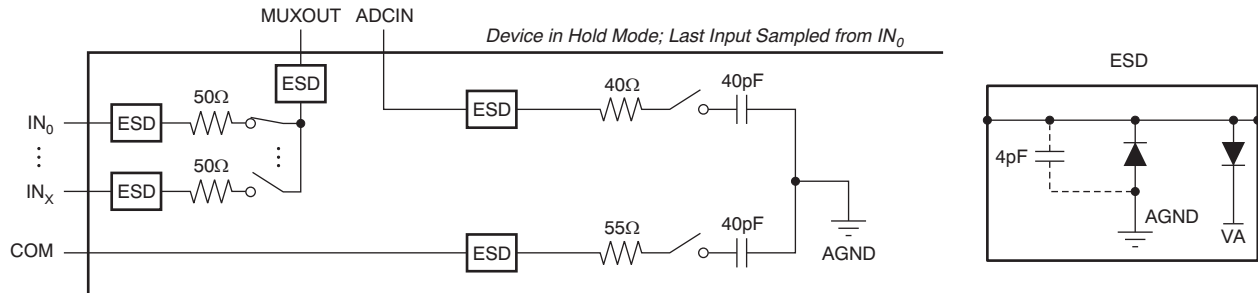 MUXOUT ADCIN
Device in Hold Mode; Last Input Sampled from IN₀
ESD
ESD
50Ω
40Ω
40pF
IN₀
ESD
ESD
50Ω
INₓ
ESD
COM
55Ω
40pF
ESD
AGND
4pF
AGND
VA